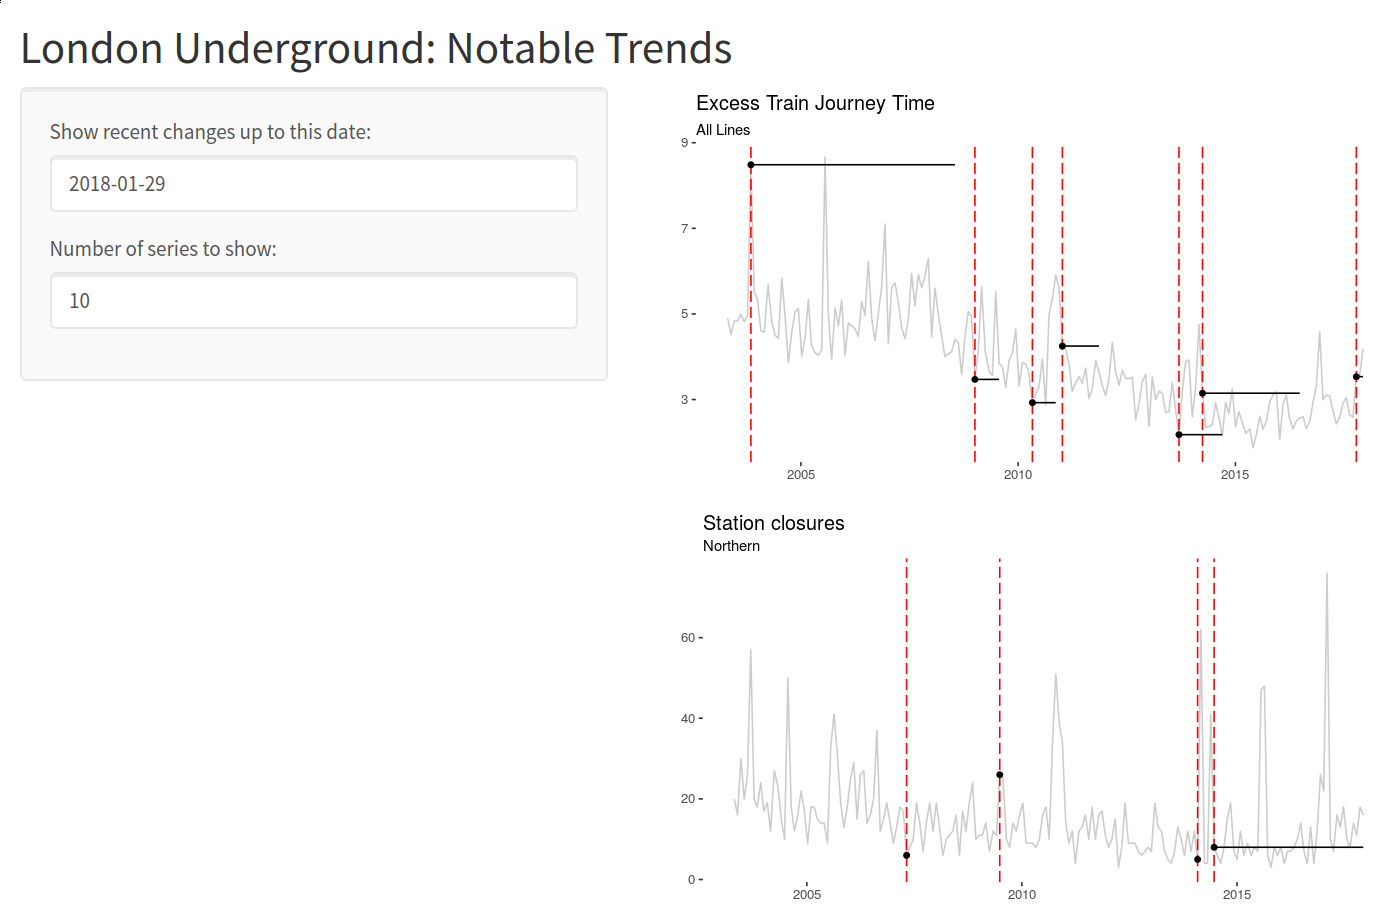 London Underground: Notable Trends
Show recent changes up to this date:
2018-01-29
Number of series to show:
10
Excess Train Journey Time
All Lines
9
7
5
3
2005 2010 2015
Station closures
Northern
60
40
20
0
2005 2010 2015